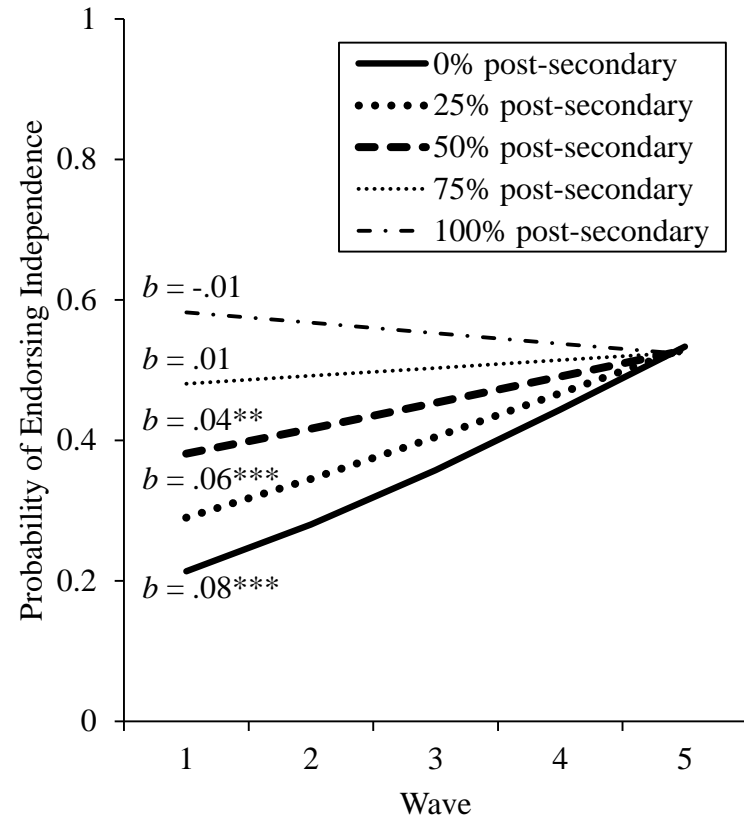 1
0% post-secondary
25% post-secondary
50% post-secondary
75% post-secondary
100% post-secondary
0.8
0.6
0.4
0.2
0
Probability of Endorsing Independence
b = -.01
b = .01
b = .04**
b = .06***
b = .08***
1 2 3 4 5
Wave